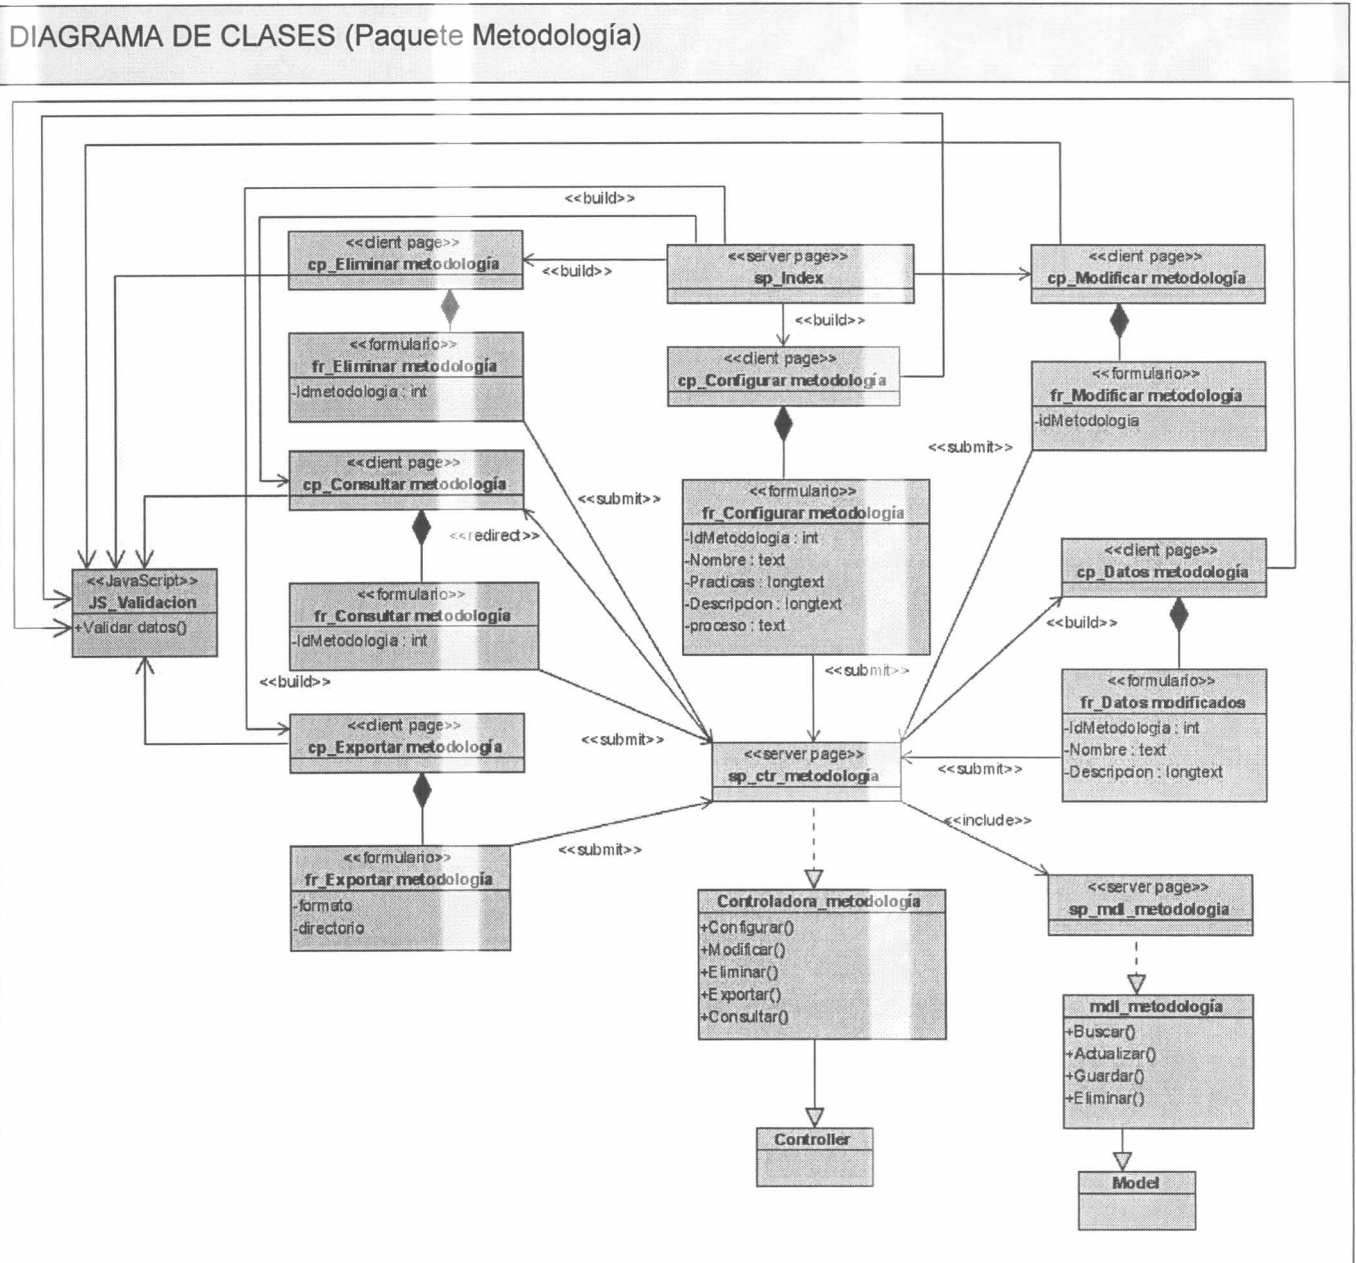 DIAGRAMA DE CLASES (Paquete Metodología)
<<build>>
<<client page>>
cp_Eliminar metodología
<<build>>
<<server page>>
sp_Index
<<client page>>
cp_Modificar metodología
<<build>>
<<formulario>>
fr_Eliminar metodología
-Idmetodologia : int
<<client page>>
cp_Configurar metodología
<<formulario>>
fr_Modificar metodología
-idMetodologia
<<submit>>
<<client page>>
cp_Consultar metodología
<<submit>>
<<redirect>>
<<formulario>>
fr_Configurar metodología
-IdMetodologia : int
-Nombre : text
-Practicas : longtext
-Descripcion : longtext
-proceso : text
<<client page>>
cp_Datos metodología
<<JavaScript>>
JS_Validacion
+Validar datos()
<<formulario>>
fr_Consultar metodología
-IdMetodologia : int
<<build>>
<<submit>>
<<build>>
<<formulario>>
fr_Datos modificados
-IdMetodologia : int
-Nombre : text
-Descripcion : longtext
<<client page>>
cp_Exportar metodología
<<submit>>
<<server page>>
sp_ctr_metodología
<<submit>>
<<include>>
<<formulario>>
fr_Exportar metodología
-formato
-directorio
<<submit>>
Controladora_metodología
+Configurar()
+Modificar()
+Eliminar()
+Exportar()
+Consultar()
<<server page>>
sp_mdl_metodologia
mdl_metodología
+Buscar()
+Actualizar()
+Guardar()
+Eliminar()
Controller
Model